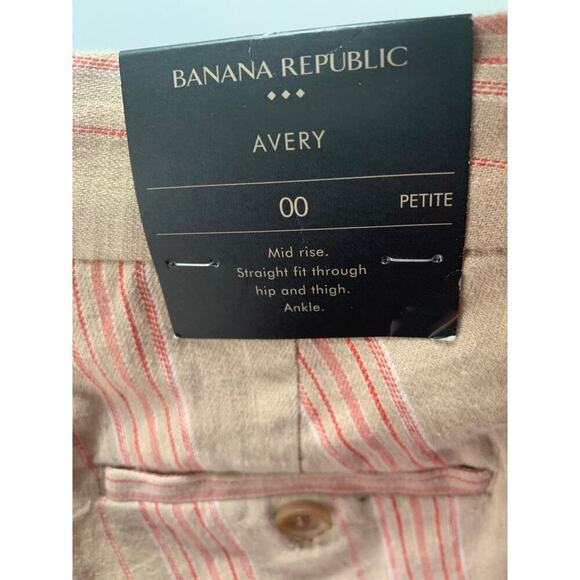 BANANA REPUBLIC
AVERY
00 PETITE
Mid rise.
Straight fit through
hip and thigh.
Ankle.